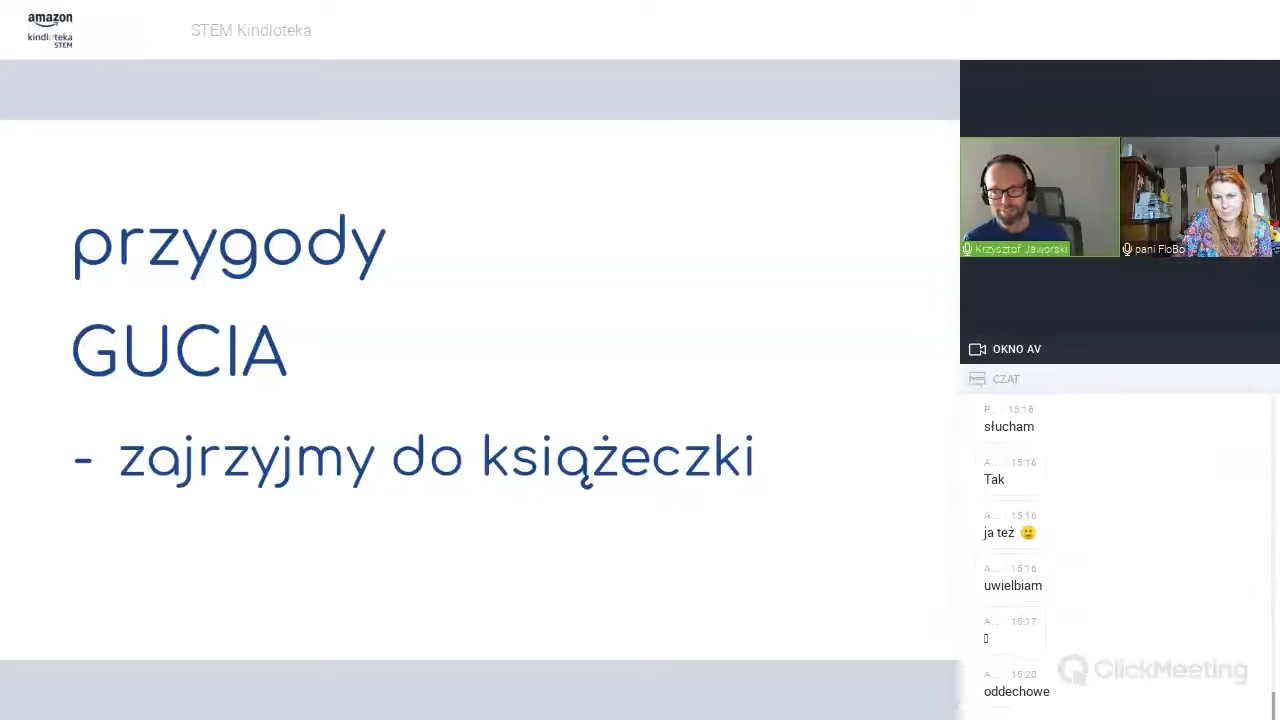 amazon
kindloteka
STEM
STEM Kindloteka
przygody
GUCIA
- zajrzyjmy do książeczki
Krzysztof Jaworski
pani FloBo
OKNO AV
CZAT
P... 15:16
słucham
A... 15:16
Tak
A... 15:16
ja też 🙂
A... 15:16
uwielbiam
A... 15:17
A... 15:20
oddechowe
ClickMeeting